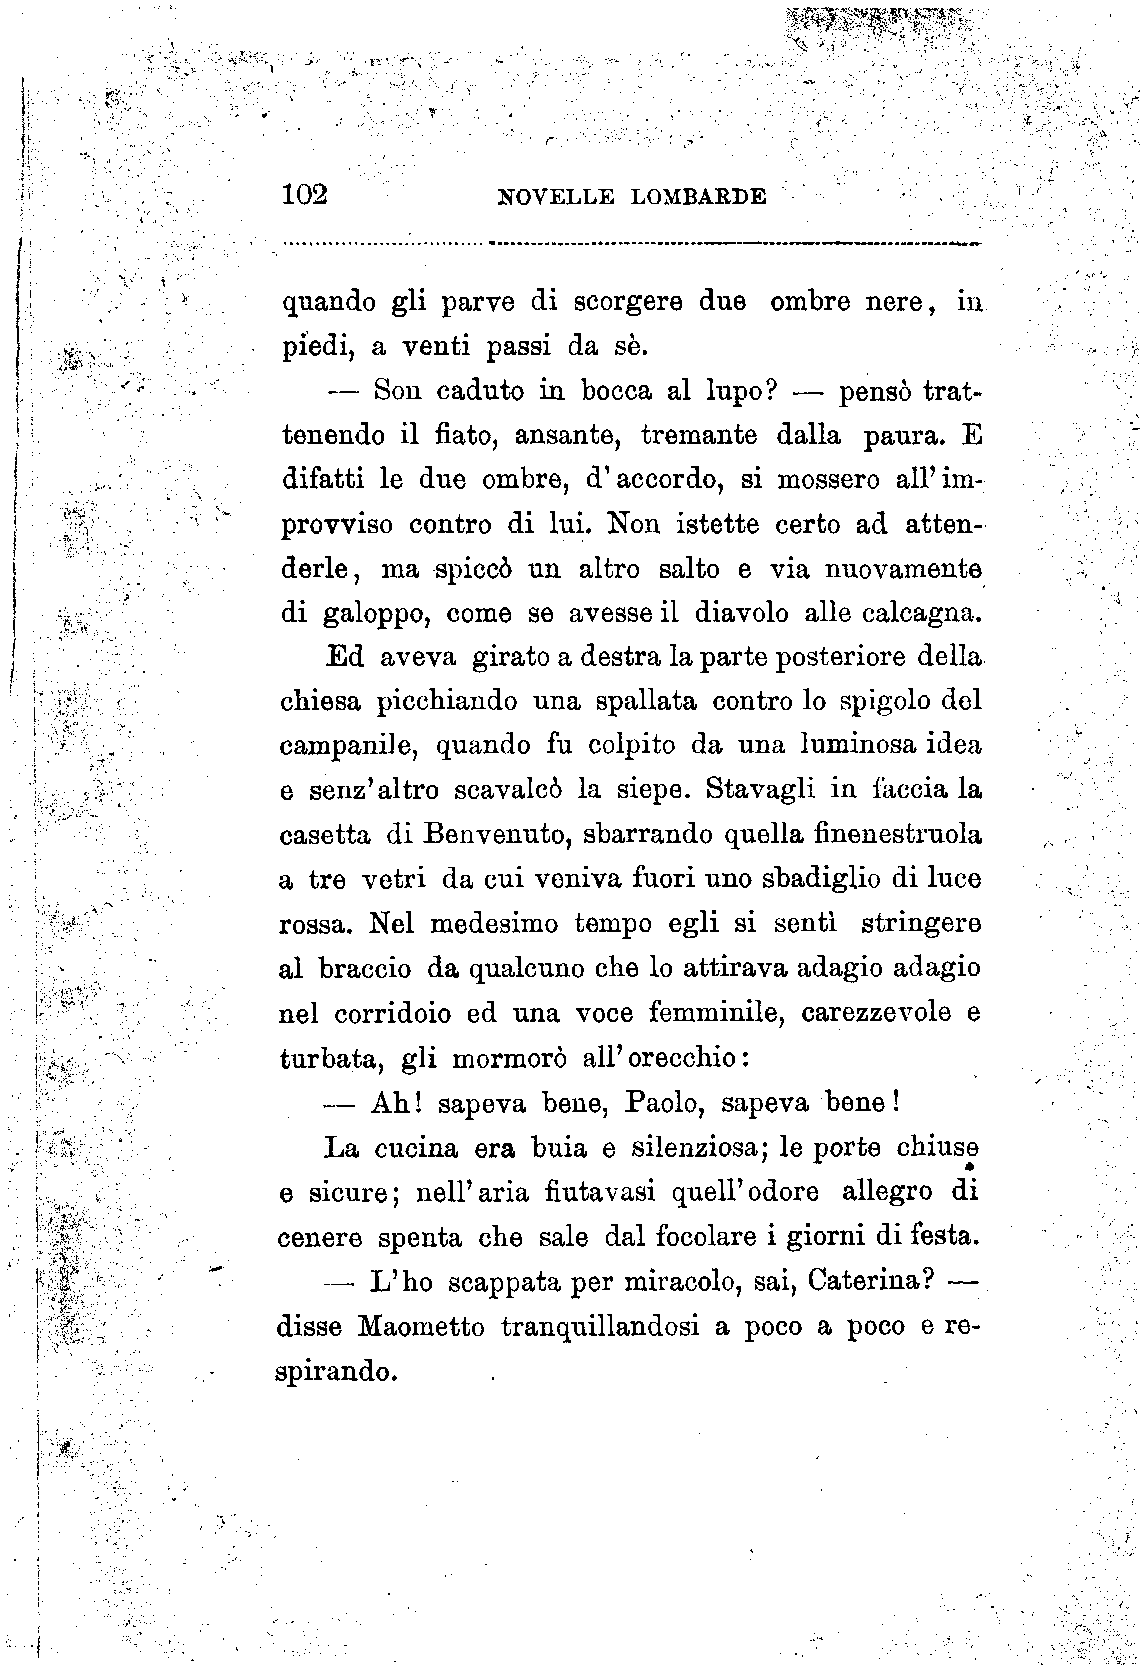 102 NOVELLE LOMBARDE
quando gli parve di scorgere due ombre nere, in
piedi, a venti passi da sè.
— Son caduto in bocca al lupo? — pensò trat-
tenendo il fiato, ansante, tremante dalla paura. E
difatti le due ombre, d'accordo, si mossero all'im-
provviso contro di lui. Non istette certo ad atten-
derle, ma spiccò un altro salto e via nuovamente
di galoppo, come se avesse il diavolo alle calcagna.
Ed aveva girato a destra la parte posteriore della
chiesa picchiando una spallata contro lo spigolo del
campanile, quando fu colpito da una luminosa idea
e senz'altro scavalcò la siepe. Stavagli in faccia la
casetta di Benvenuto, sbarrando quella finenestruola
a tre vetri da cui veniva fuori uno sbadiglio di luce
rossa. Nel medesimo tempo egli si sentì stringere
al braccio da qualcuno che lo attirava adagio adagio
nel corridoio ed una voce femminile, carezzevole e
turbata, gli mormorò all'orecchio:
— Ah! sapeva bene, Paolo, sapeva bene!
La cucina era buia e silenziosa; le porte chiuse
e sicure; nell'aria fiutavasi quell'odore allegro di
cenere spenta che sale dal focolare i giorni di festa.
— L'ho scappata per miracolo, sai, Caterina? —
disse Maometto tranquillandosi a poco a poco e re-
spirando.